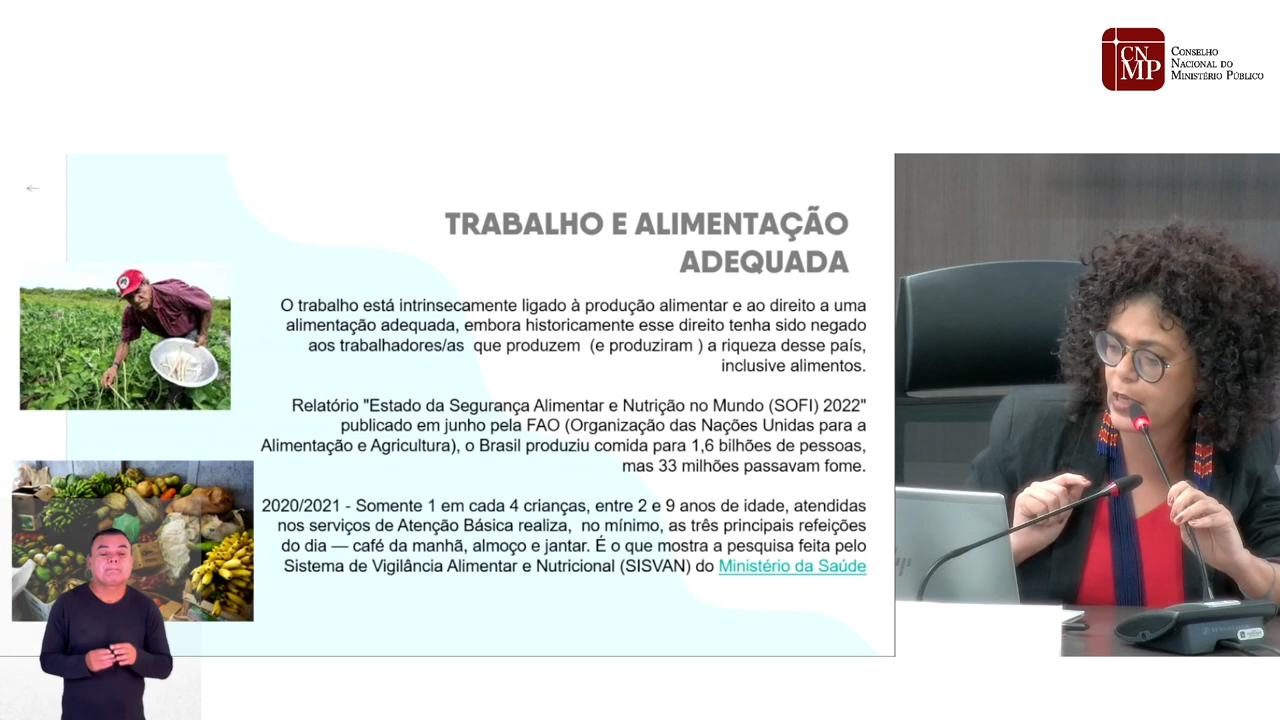 CN
MP
CONSELHO
NACIONAL DO
MINISTÉRIO PÚBLICO
TRABALHO E ALIMENTAÇÃO
ADEQUADA
O trabalho está intrinsecamente ligado à produção alimentar e ao direito a uma
alimentação adequada, embora historicamente esse direito tenha sido negado
aos trabalhadores/as que produzem (e produziram ) a riqueza desse país,
inclusive alimentos.
Relatório "Estado da Segurança Alimentar e Nutrição no Mundo (SOFI) 2022"
publicado em junho pela FAO (Organização das Nações Unidas para a
Alimentação e Agricultura), o Brasil produziu comida para 1,6 bilhões de pessoas,
mas 33 milhões passavam fome.
2020/2021 - Somente 1 em cada 4 crianças, entre 2 e 9 anos de idade, atendidas
nos serviços de Atenção Básica realiza, no mínimo, as três principais refeições
do dia — café da manhã, almoço e jantar. É o que mostra a pesquisa feita pelo
Sistema de Vigilância Alimentar e Nutricional (SISVAN) do Ministério da Saúde